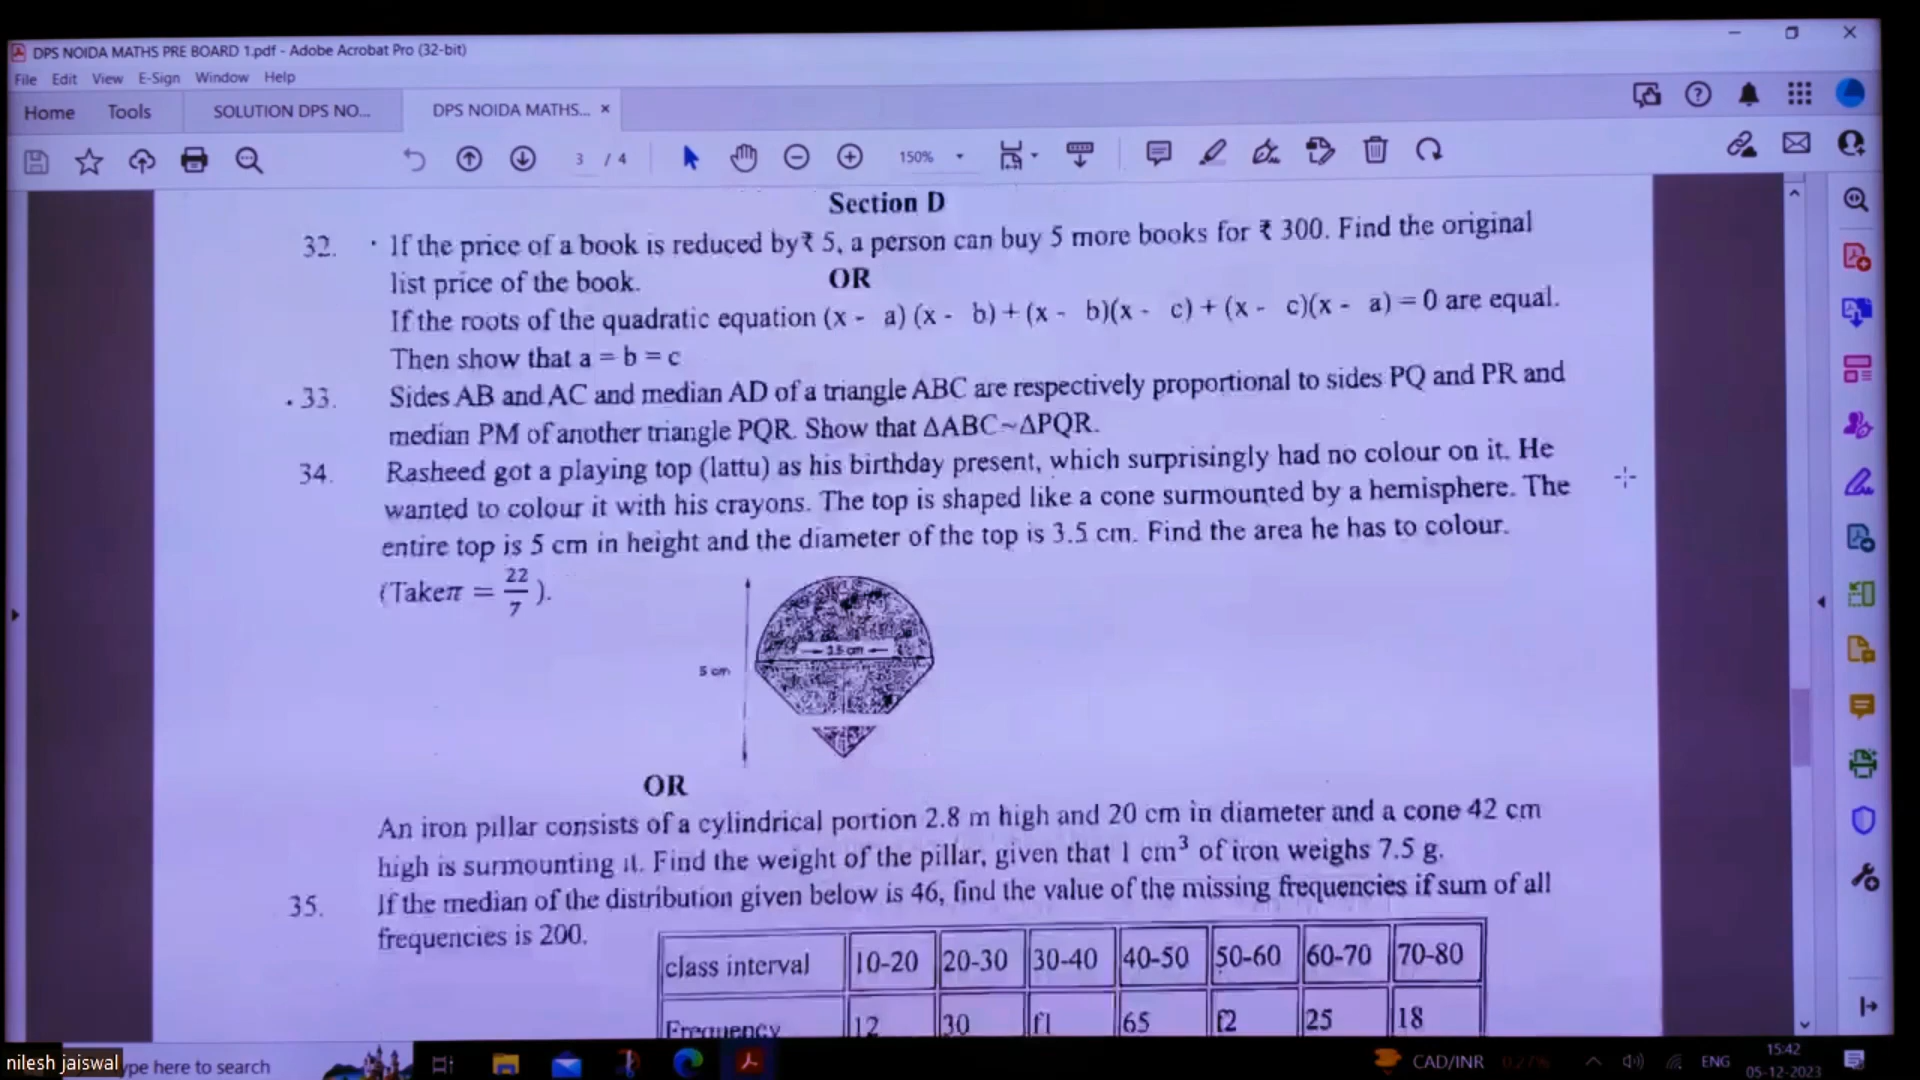 DPS NOIDA MATHS PRE BOARD 1.pdf - Adobe Acrobat Pro (32-bit)
File Edit View E-Sign Window Help
Home Tools SOLUTION DPS NO... DPS NOIDA MATHS... ×
3 / 4 150%
Section D
32. If the price of a book is reduced by ₹ 5, a person can buy 5 more books for ₹ 300. Find the original
list price of the book. OR
If the roots of the quadratic equation (x - a) (x - b) + (x - b)(x - c) + (x - c)(x - a) = 0 are equal.
Then show that a = b = c
33. Sides AB and AC and median AD of a triangle ABC are respectively proportional to sides PQ and PR and
median PM of another triangle PQR. Show that ΔABC~ΔPQR.
34. Rasheed got a playing top (lattu) as his birthday present, which surprisingly had no colour on it. He
wanted to colour it with his crayons. The top is shaped like a cone surmounted by a hemisphere. The
entire top is 5 cm in height and the diameter of the top is 3.5 cm. Find the area he has to colour.
(Takeπ = 22/7 ).
3.5 cm
5 cm
OR
An iron pillar consists of a cylindrical portion 2.8 m high and 20 cm in diameter and a cone 42 cm
high is surmounting it. Find the weight of the pillar, given that 1 cm³ of iron weighs 7.5 g.
35. If the median of the distribution given below is 46, find the value of the missing frequencies if sum of all
frequencies is 200.
class interval 10-20 20-30 30-40 40-50 50-60 60-70 70-80
Frequency 12 30 f1 65 f2 25 18
nilesh jaiswal ype here to search CAD/INR 0.27% ENG 15:42
05-12-2023